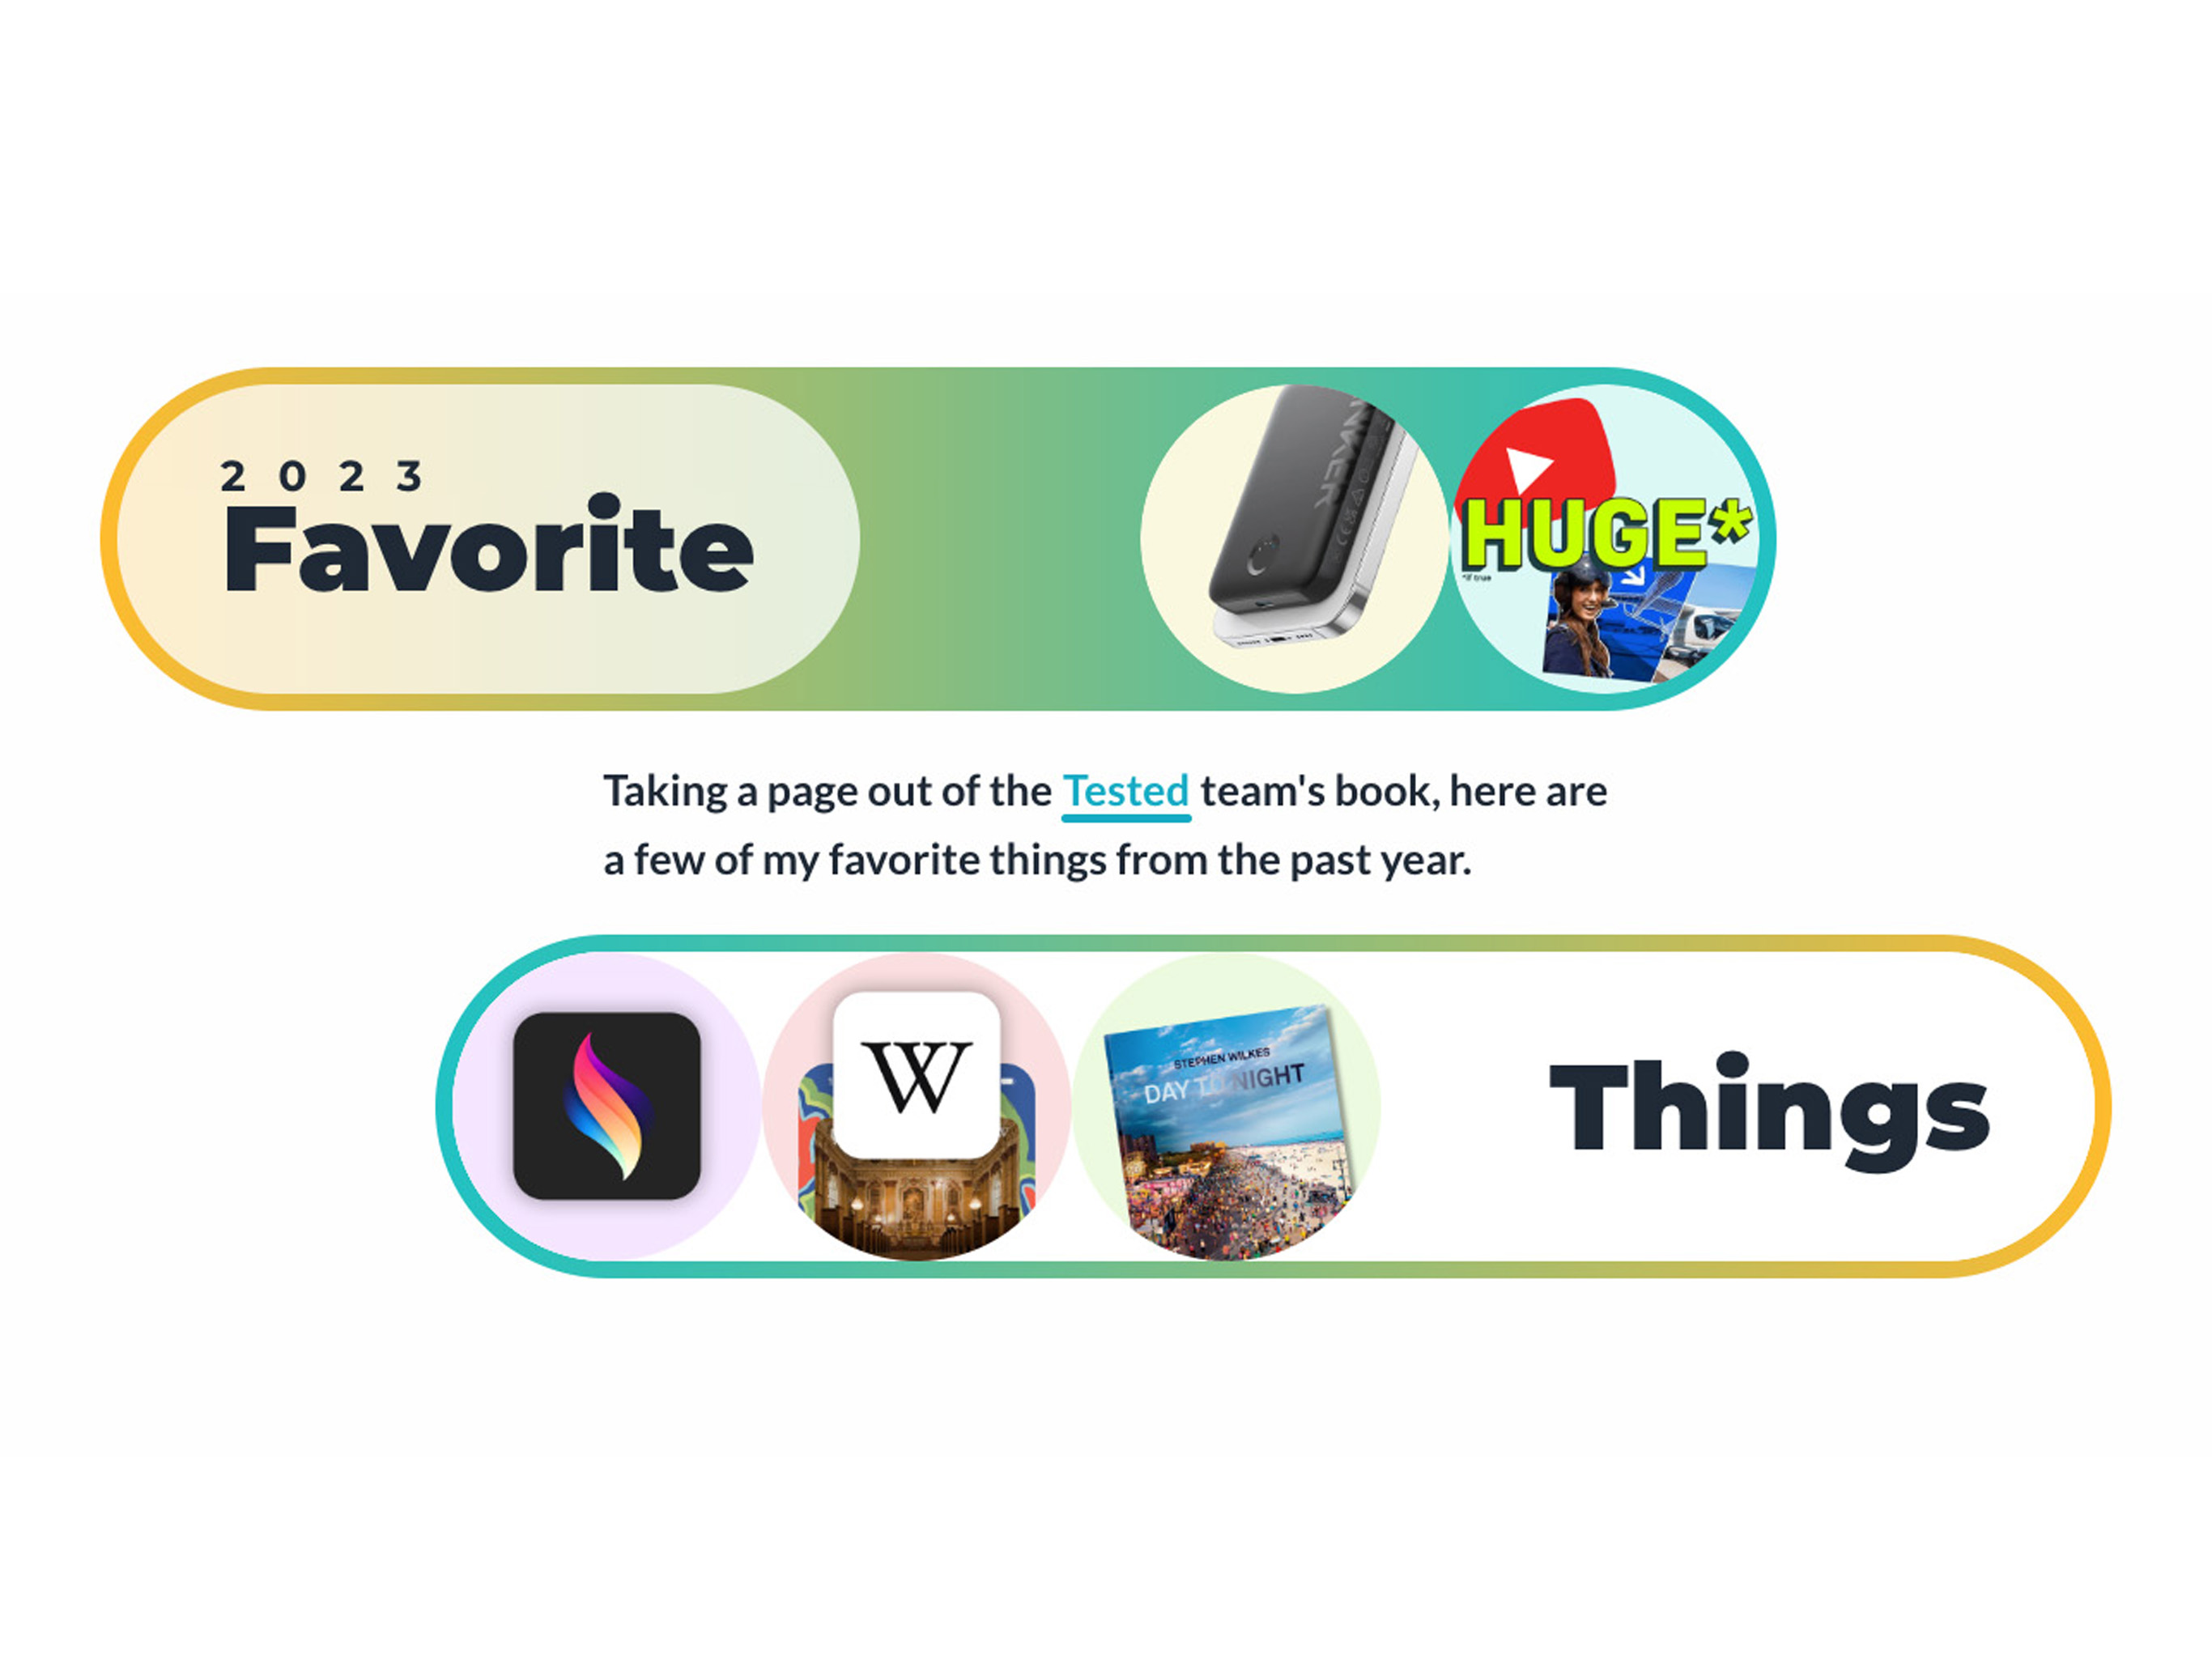 2023
Favorite
ANKER
HUGE*
*if true
Taking a page out of the Tested team's book, here are
a few of my favorite things from the past year.
W
STEPHEN WILKES
DAY TO NIGHT
Things